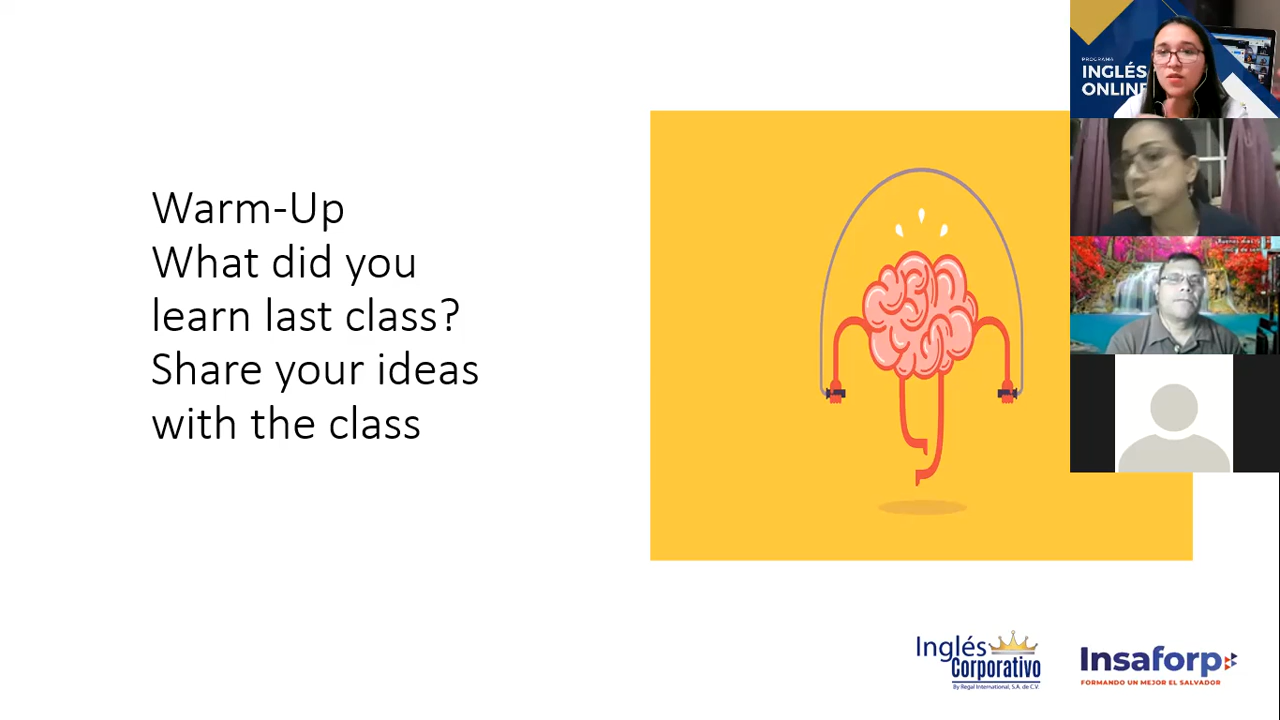 Warm-Up
What did you
learn last class?
Share your ideas
with the class
PROGRAMA
INGLÉS
ONLINE
Inglés
Corporativo
By Regal International, S.A. de C.V.
Insaforp
FORMANDO UN MEJOR EL SALVADOR